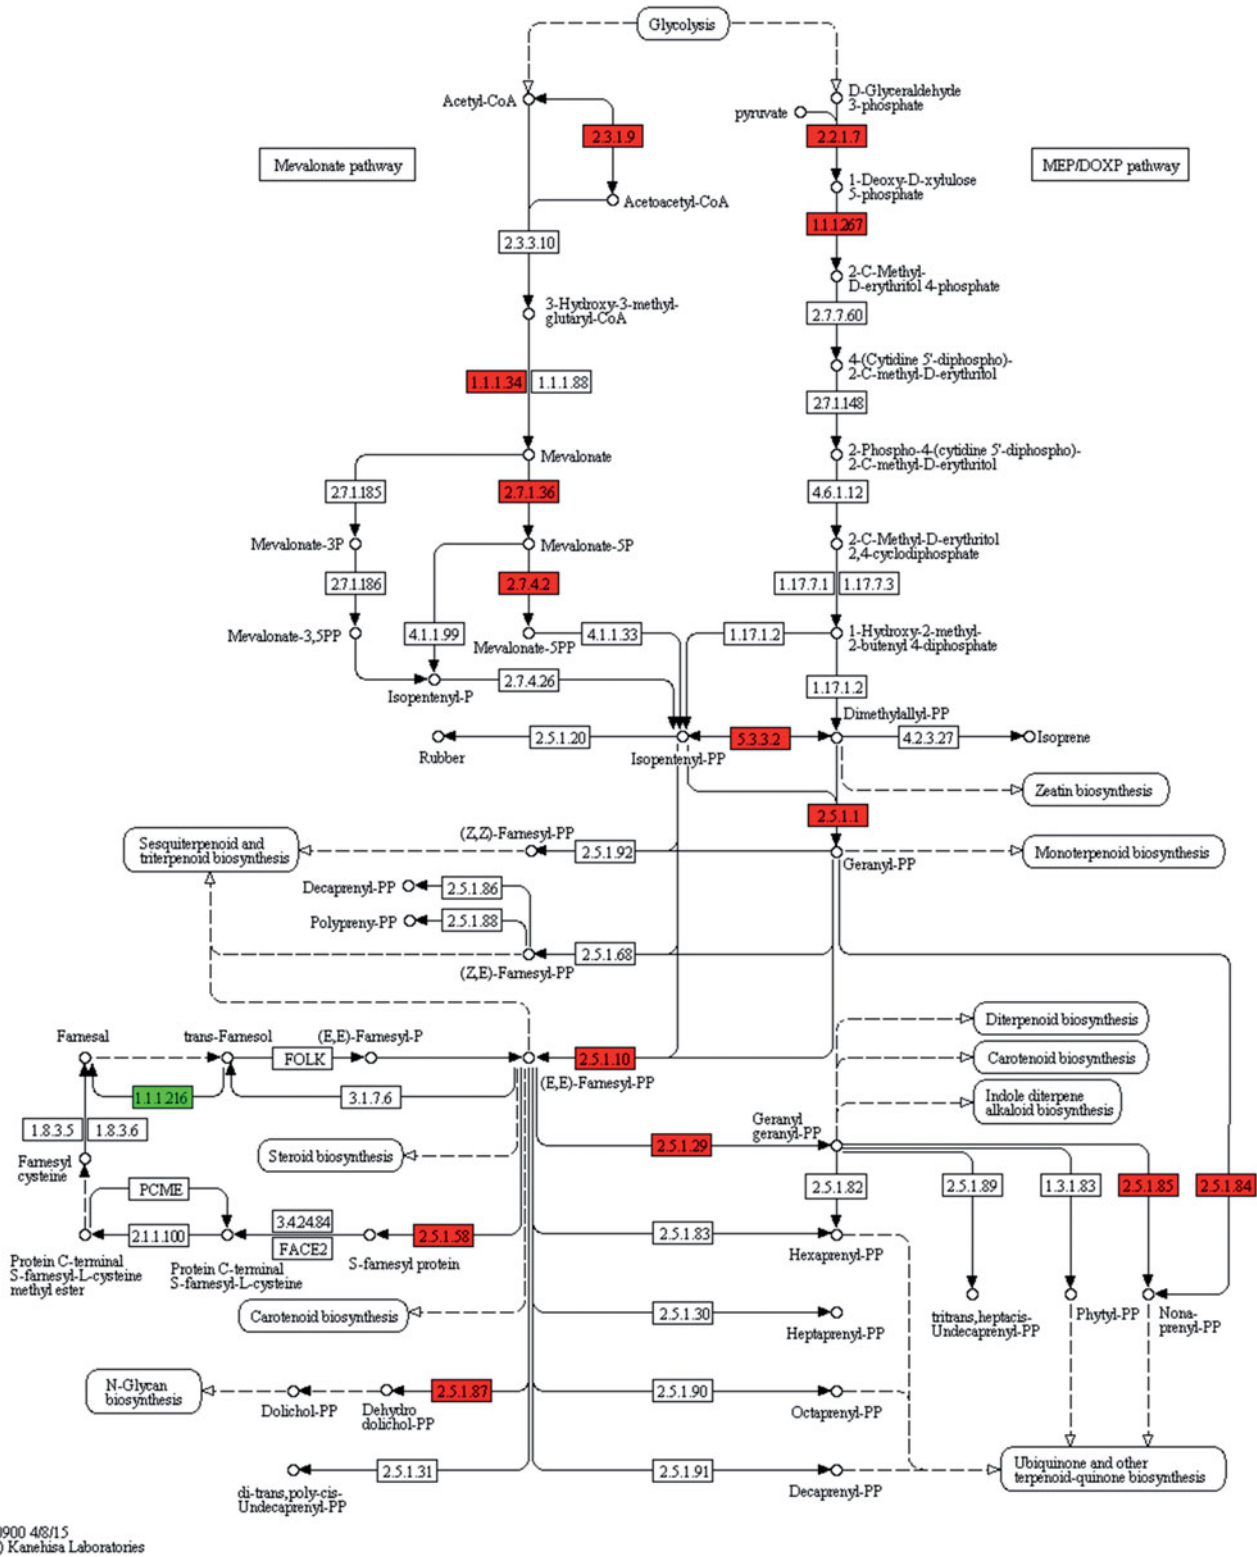 Glycolysis
Acetyl-CoA
D-Glyceraldehyde
3-phosphate
pyruvate
2.3.1.9
2.2.1.7
Mevalonate pathway
MEP/DOXP pathway
1-Deoxy-D-xylulose
5-phosphate
Acetoacetyl-CoA
1.1.1.267
2.3.3.10
2-C-Methyl-
D-erythritol 4-phosphate
3-Hydroxy-3-methyl-
glutaryl-CoA
2.7.7.60
4-(Cytidine 5'-diphospho)-
2-C-methyl-D-erythritol
1.1.1.34
1.1.1.88
2.7.1.148
Mevalonate
2-Phospho-4-(cytidine 5'-diphospho)-
2-C-methyl-D-erythritol
2.7.1.185
2.7.1.36
4.6.1.12
Mevalonate-3P
Mevalonate-5P
2-C-Methyl-D-erythritol
2,4-cyclodiphosphate
2.7.1.186
2.7.4.2
1.17.7.1
1.17.7.3
Mevalonate-3,5PP
4.1.1.99
Mevalonate-5PP
4.1.1.33
1.17.1.2
1-Hydroxy-2-methyl-
2-butenyl 4-diphosphate
Isopentenyl-P
2.7.4.26
1.17.1.2
Dimethylallyl-PP
Rubber
2.5.1.20
Isopentenyl-PP
5.3.3.2
4.2.3.27
Isoprene
Zeatin biosynthesis
2.5.1.1
Sesquiterpenoid and
triterpenoid biosynthesis
(Z,Z)-Farnesyl-PP
2.5.1.92
Geranyl-PP
Monoterpenoid biosynthesis
Decaprenyl-PP
2.5.1.86
Polypreny-PP
2.5.1.88
2.5.1.68
(Z,E)-Farnesyl-PP
Diterpenoid biosynthesis
Farnesal
trans-Farnesol
(E,E)-Farnesyl-P
FOLK
2.5.1.10
(E,E)-Farnesyl-PP
Carotenoid biosynthesis
1.1.1.216
3.1.7.6
Indole diterpene
alkaloid biosynthesis
1.8.3.5
1.8.3.6
Geranyl
geranyl-PP
Steroid biosynthesis
2.5.1.29
Farnesyl
cysteine
PCME
2.5.1.82
2.5.1.89
1.3.1.83
2.5.1.85
2.5.1.84
2.1.1.100
3.4.24.84
FACE2
2.5.1.58
2.5.1.83
Protein C-terminal
S-farnesyl-L-cysteine
methyl ester
Protein C-terminal
S-farnesyl-L-cysteine
S-farnesyl protein
Hexaprenyl-PP
Carotenoid biosynthesis
2.5.1.30
Heptaprenyl-PP
tritrans,heptacis-
Undecaprenyl-PP
Phytyl-PP
Nona-
prenyl-PP
N-Glycan
biosynthesis
Dolichol-PP
Dehydro
dolichol-PP
2.5.1.87
2.5.1.90
Octaprenyl-PP
di-trans,poly-cis-
Undecaprenyl-PP
2.5.1.31
2.5.1.91
Decaprenyl-PP
Ubiquinone and other
terpenoid-quinone biosynthesis
0900 4/8/15
) Kanehisa Laboratories